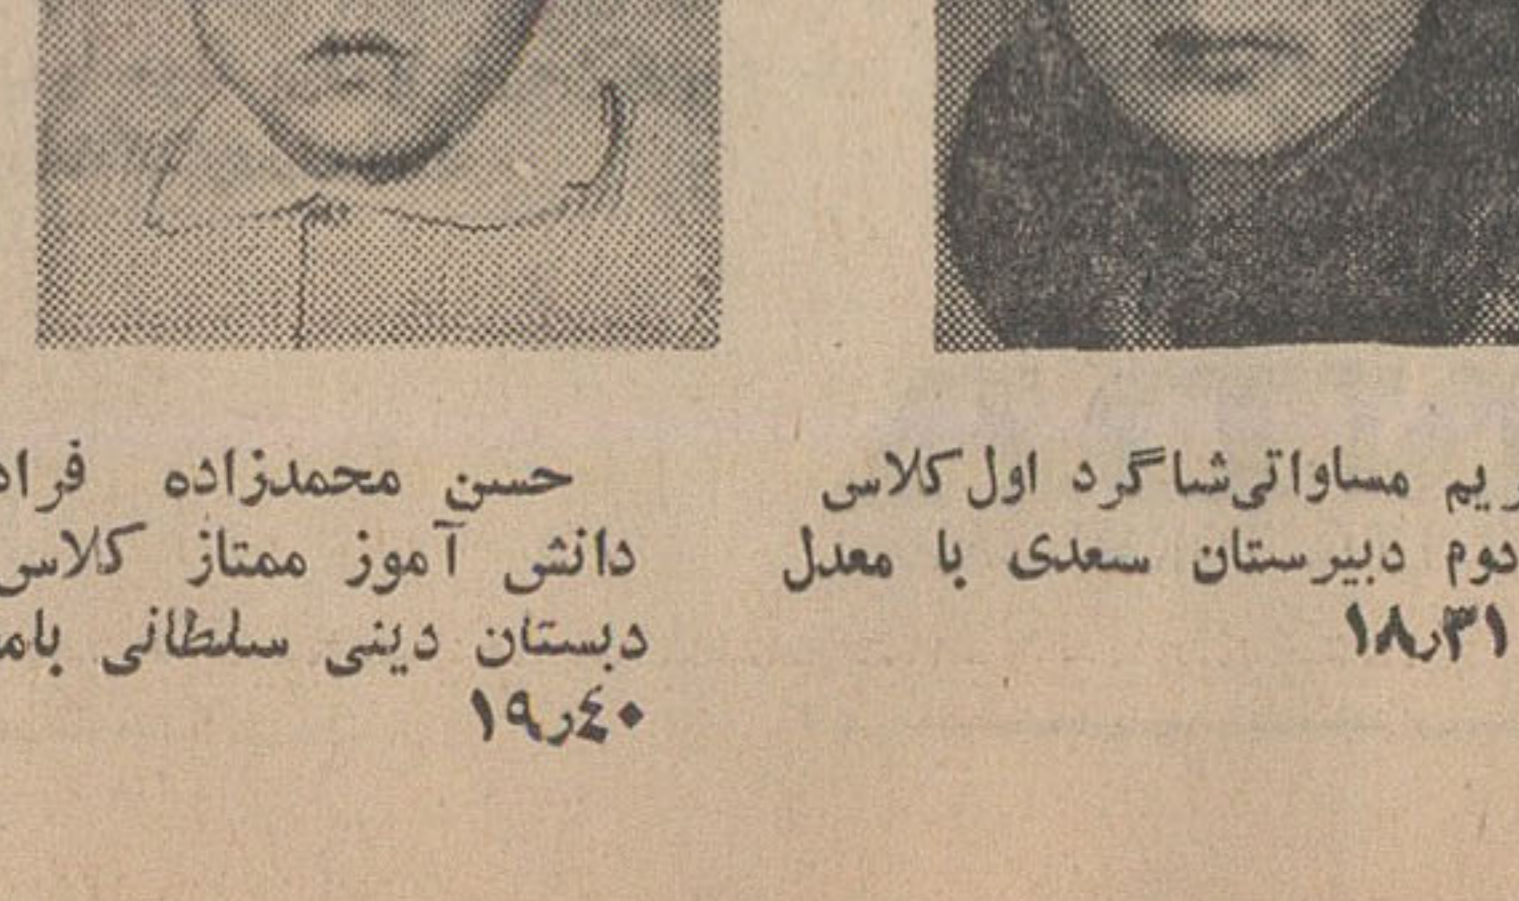 مساواتی شاگرد اول کلاس
دوم دبیرستان سعدی با معدل
۱۸٫۳۱
حسن محمدزاده
دانش آموز ممتاز کلاس
دبستان دینی سلطانی
۱۹٫۴۰